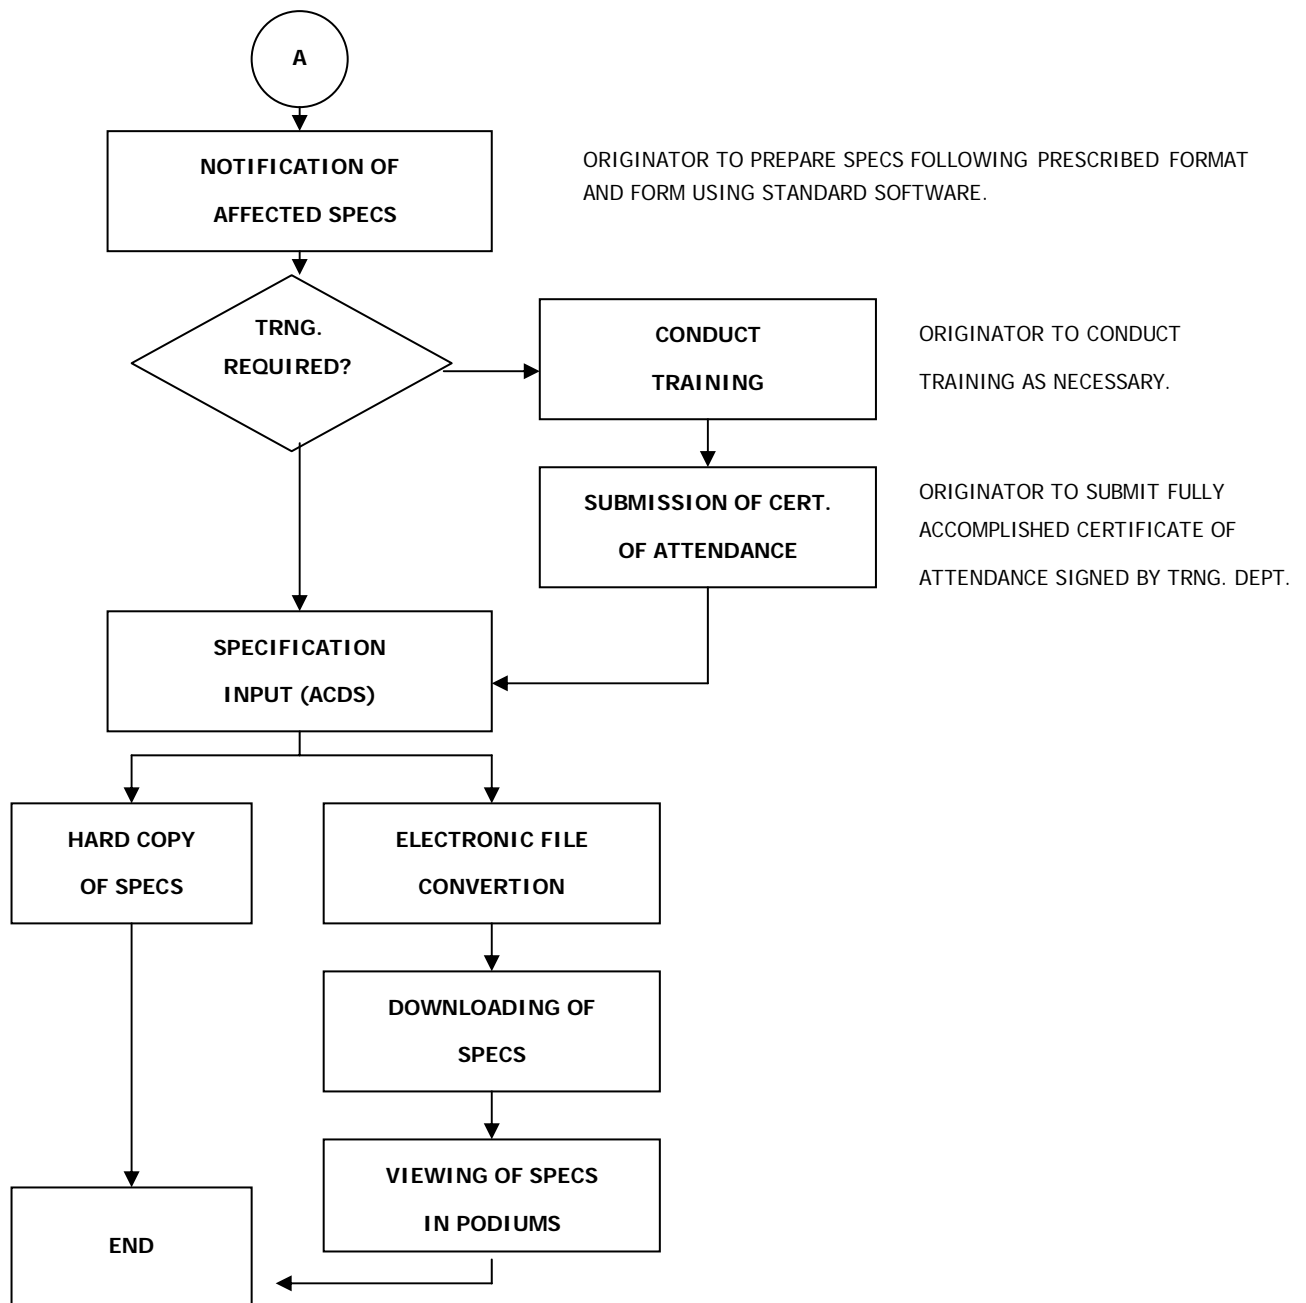 A
NOTIFICATION OF
AFFECTED SPECS
ORIGINATOR TO PREPARE SPECS FOLLOWING PRESCRIBED FORMAT
AND FORM USING STANDARD SOFTWARE.
TRNG.
REQUIRED?
CONDUCT
TRAINING
ORIGINATOR TO CONDUCT
TRAINING AS NECESSARY.
SUBMISSION OF CERT.
OF ATTENDANCE
ORIGINATOR TO SUBMIT FULLY
ACCOMPLISHED CERTIFICATE OF
ATTENDANCE SIGNED BY TRNG. DEPT.
SPECIFICATION
INPUT (ACDS)
HARD COPY
OF SPECS
ELECTRONIC FILE
CONVERTION
DOWNLOADING OF
SPECS
VIEWING OF SPECS
IN PODIUMS
END